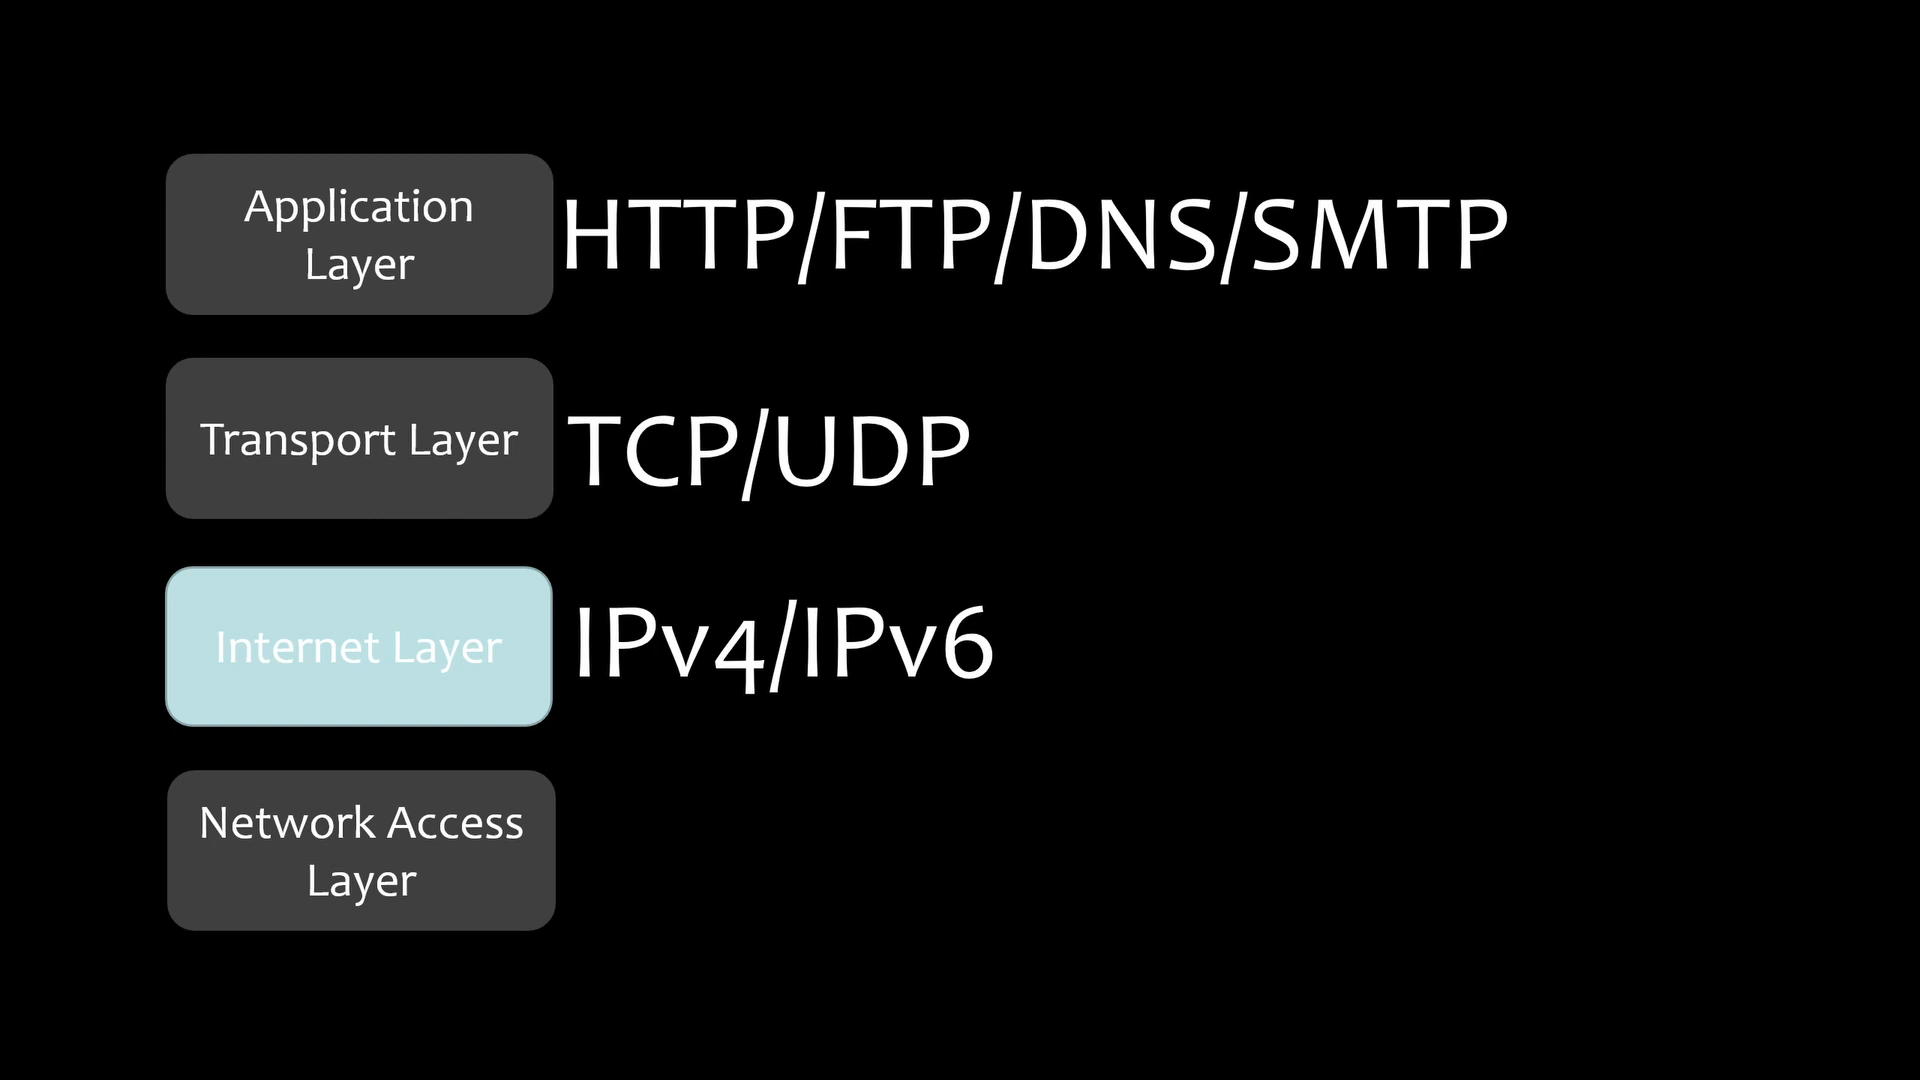 Application
Layer
HTTP/FTP/DNS/SMTP
Transport Layer
TCP/UDP
Internet Layer
IPv4/IPv6
Network Access
Layer